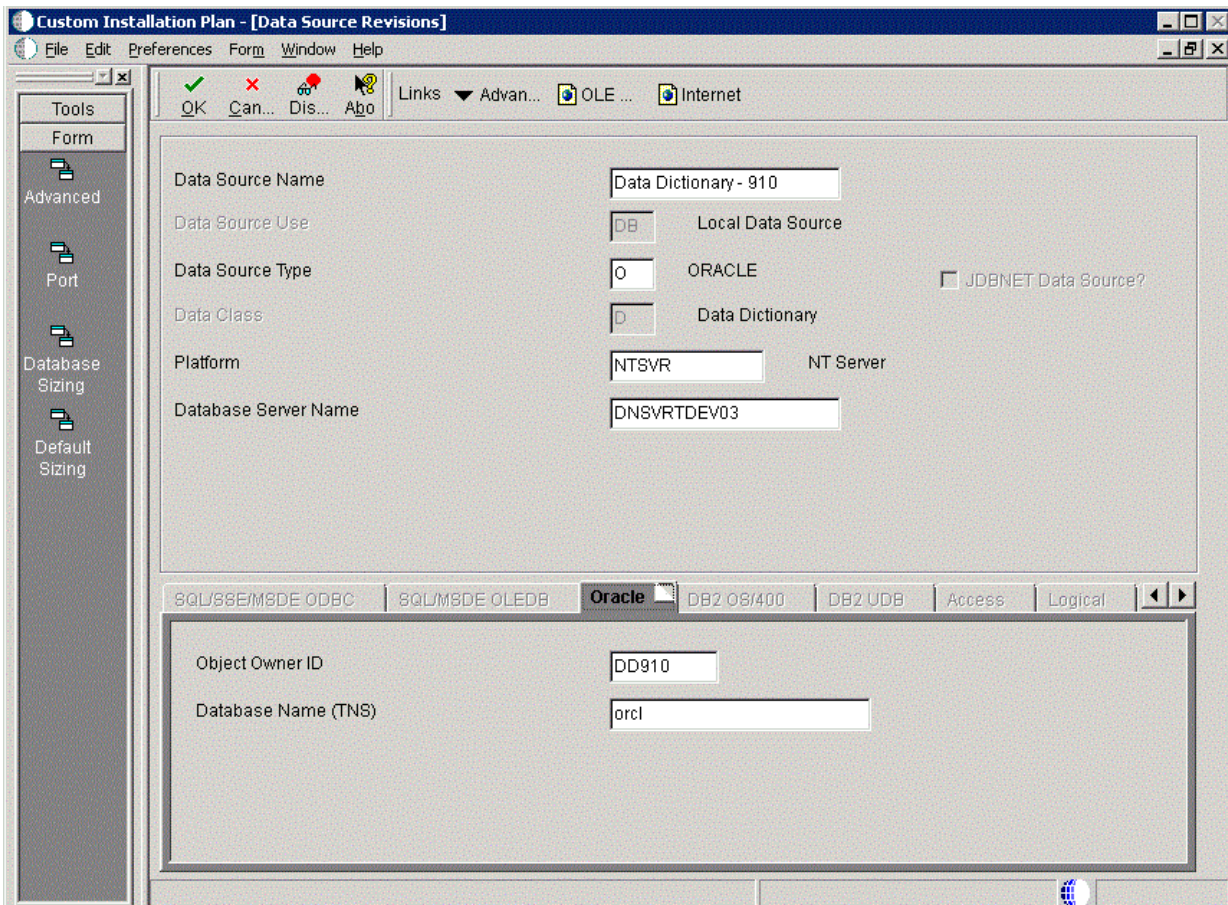 Custom Installation Plan - [Data Source Revisions]
File Edit Preferences Form Window Help
OK Can... Dis... Abo Links Advan... OLE ... Internet
Tools
Form
Advanced
Port
Database
Sizing
Default
Sizing
Data Source Name Data Dictionary - 910
Data Source Use DB Local Data Source
Data Source Type O ORACLE JDBNET Data Source?
Data Class D Data Dictionary
Platform NTSVR NT Server
Database Server Name DNSVRTDEV03
SQL/SSE/MSDE ODBC SQL/MSDE OLEDB Oracle DB2 OS/400 DB2 UDB Access Logical
Object Owner ID DD910
Database Name (TNS) orcl